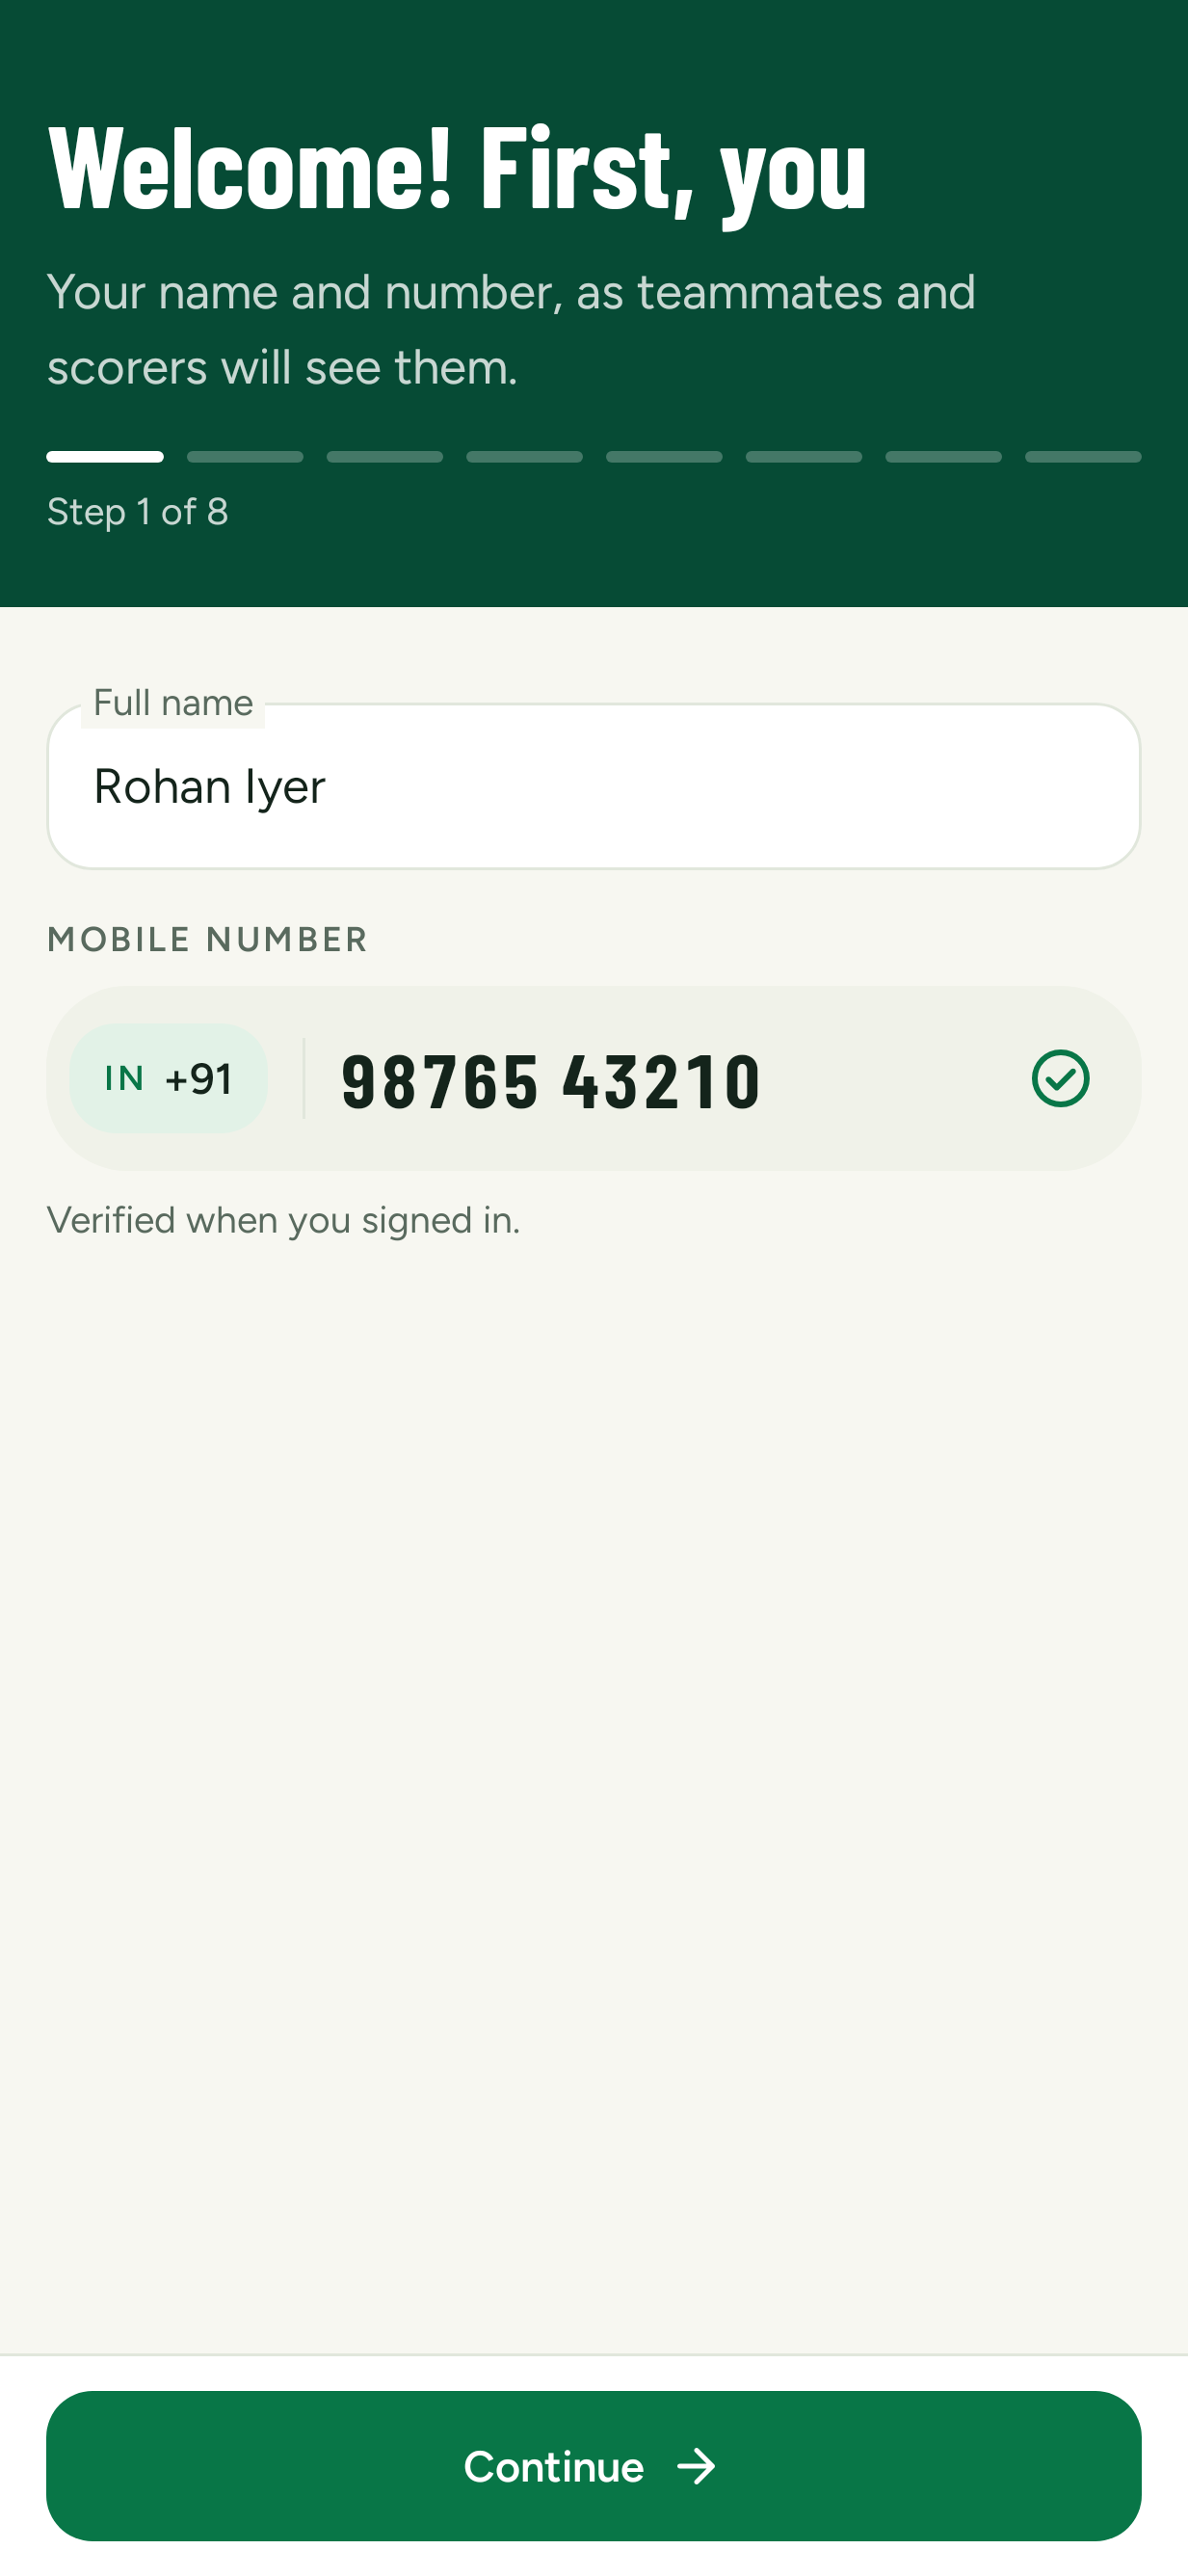 Welcome! First, you
Your name and number, as teammates and
scorers will see them.
Step 1 of 8
Full name
Rohan Iyer
MOBILE NUMBER
IN +91 98765 43210
Verified when you signed in.
Continue